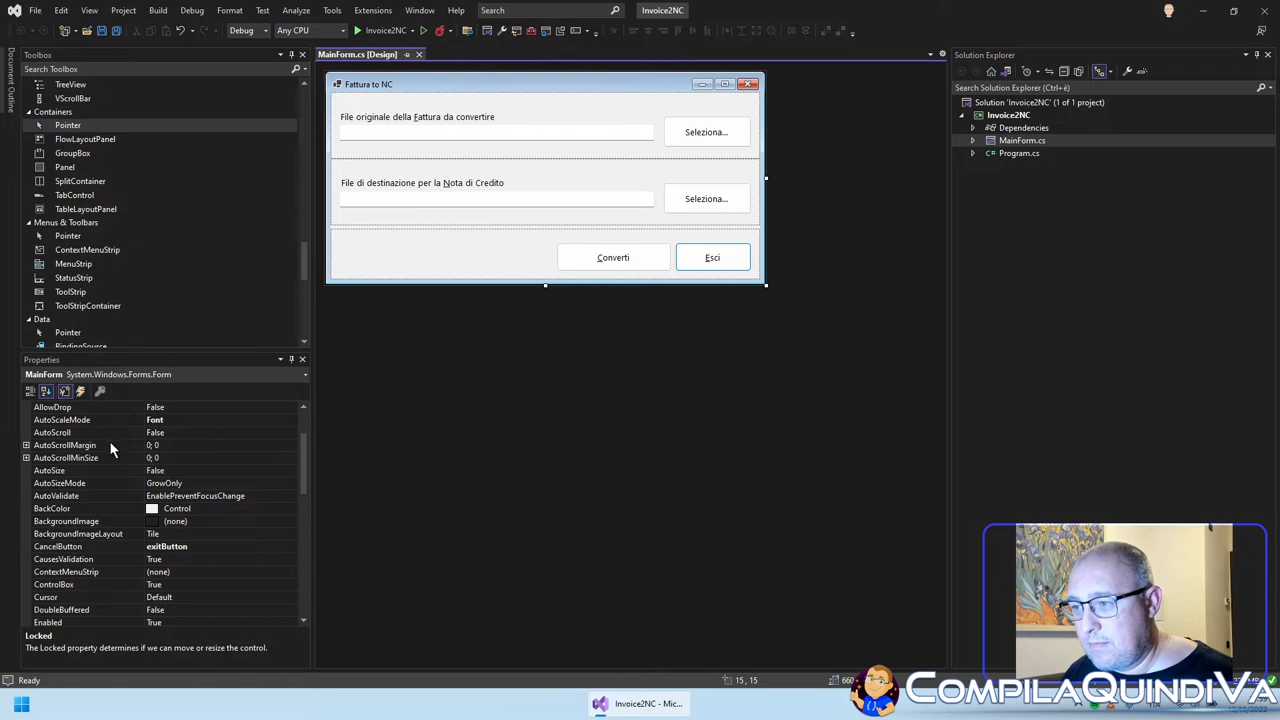 File Edit View Git Project Build Debug Format Test Analyze Tools Extensions Window Help Search Invoice2NC
Debug Any CPU Invoice2NC
Toolbox
Search Toolbox
TreeView
VScrollBar
Containers
Pointer
FlowLayoutPanel
GroupBox
Panel
SplitContainer
TabControl
TableLayoutPanel
Menus & Toolbars
Pointer
ContextMenuStrip
MenuStrip
StatusStrip
ToolStrip
ToolStripContainer
Data
Pointer
BindingSource
Document Outline
MainForm.cs [Design]
Fattura to NC
File originale della Fattura da convertire
Seleziona...
File di destinazione per la Nota di Credito
Seleziona...
Converti Esci
Solution Explorer
Search Solution Explorer (Ctrl+è)
Solution 'Invoice2NC' (1 of 1 project)
Invoice2NC
Dependencies
MainForm.cs
C# Program.cs
Properties
MainForm System.Windows.Forms.Form
AllowDrop False
AutoScaleMode Font
AutoScroll False
AutoScrollMargin 0; 0
AutoScrollMinSize 0; 0
AutoSize False
AutoSizeMode GrowOnly
AutoValidate EnablePreventFocusChange
BackColor Control
BackgroundImage (none)
BackgroundImageLayout Tile
CancelButton exitButton
CausesValidation True
ContextMenuStrip (none)
ControlBox True
Cursor Default
DoubleBuffered False
Enabled True
Locked
The Locked property determines if we can move or resize the control.
Ready 15 , 15
Invoice2NC - Mic...
COMPILAQUINDIVA